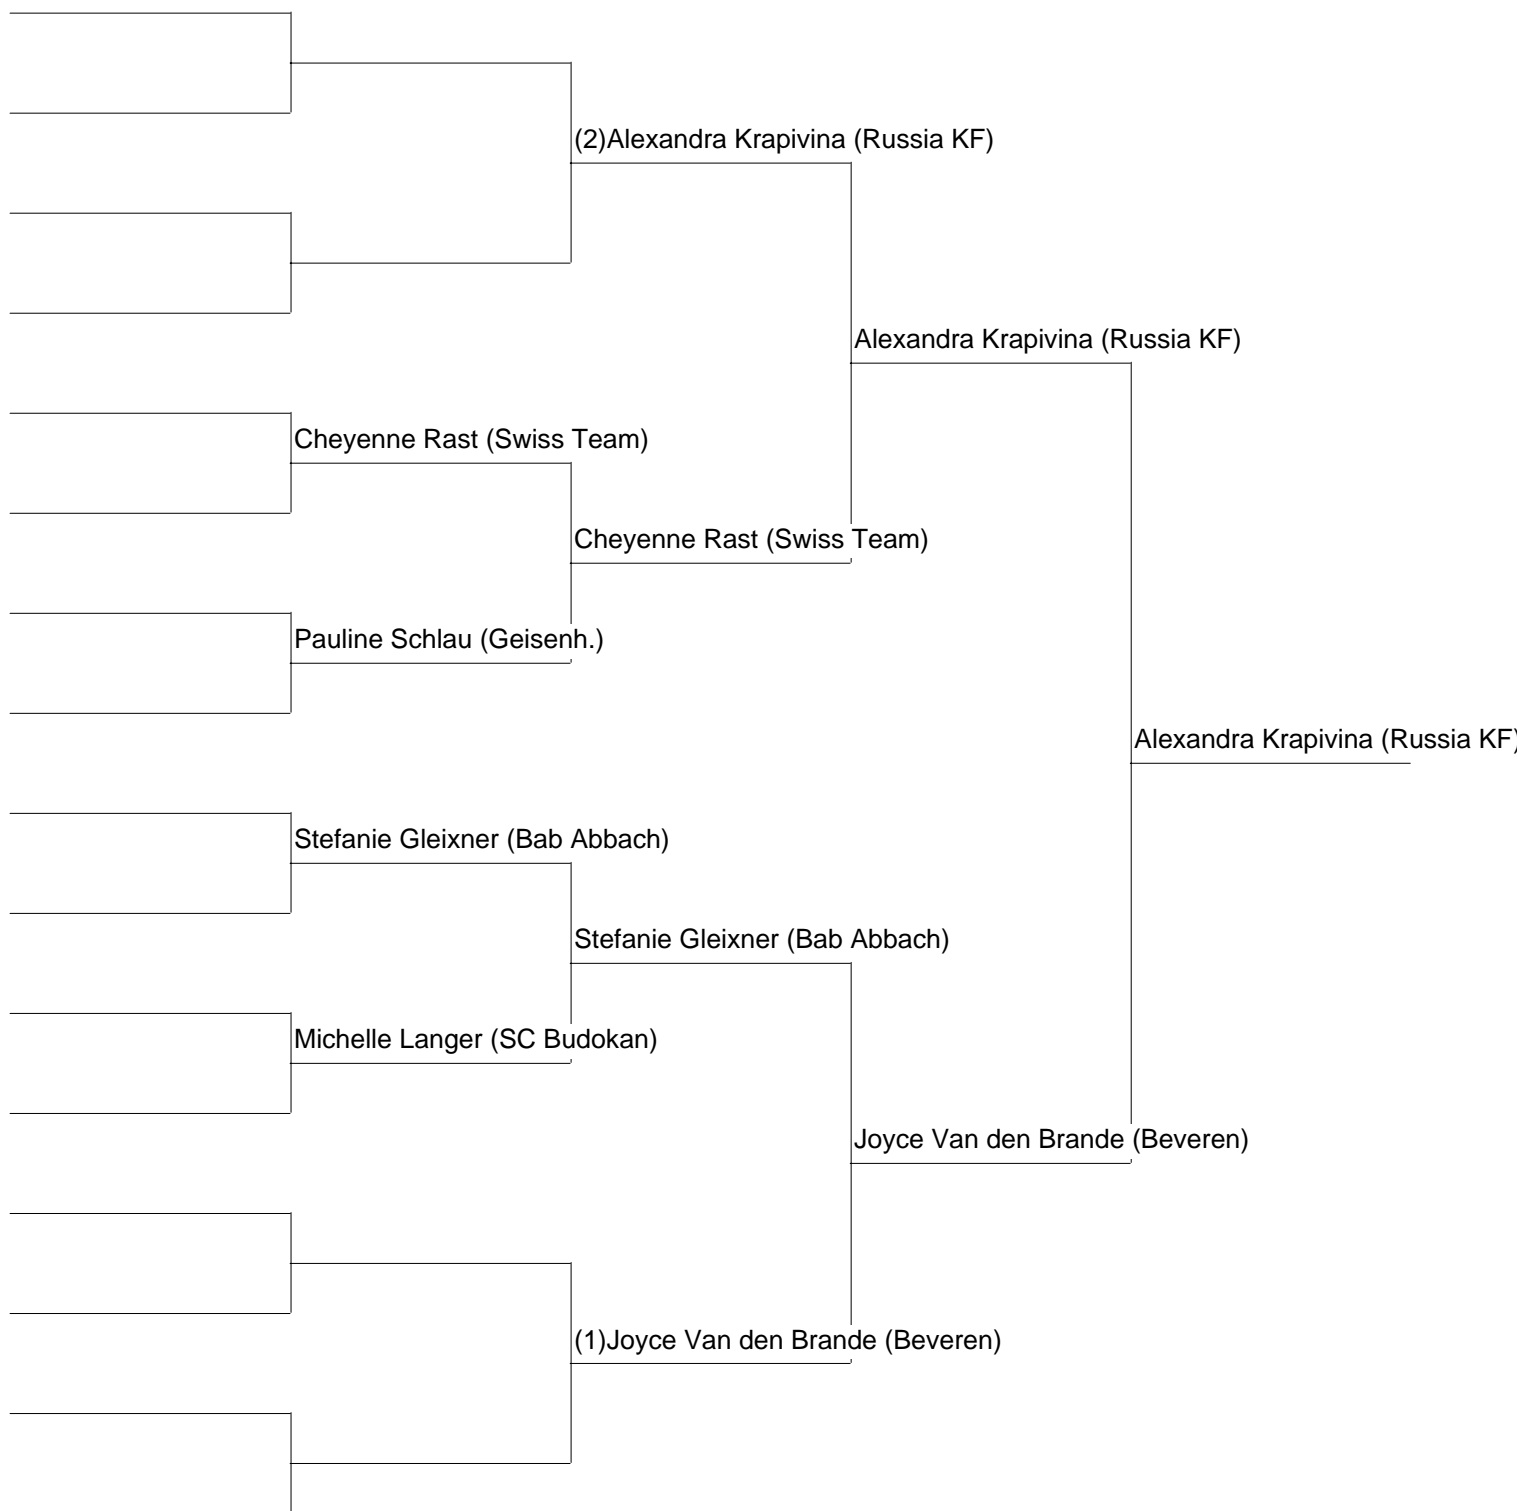 (2)Alexandra Krapivina (Russia KF)
Alexandra Krapivina (Russia KF)
Cheyenne Rast (Swiss Team)
Cheyenne Rast (Swiss Team)
Pauline Schlau (Geisenh.)
Alexandra Krapivina (Russia KF)
Stefanie Gleixner (Bab Abbach)
Stefanie Gleixner (Bab Abbach)
Michelle Langer (SC Budokan)
Joyce Van den Brande (Beveren)
(1)Joyce Van den Brande (Beveren)